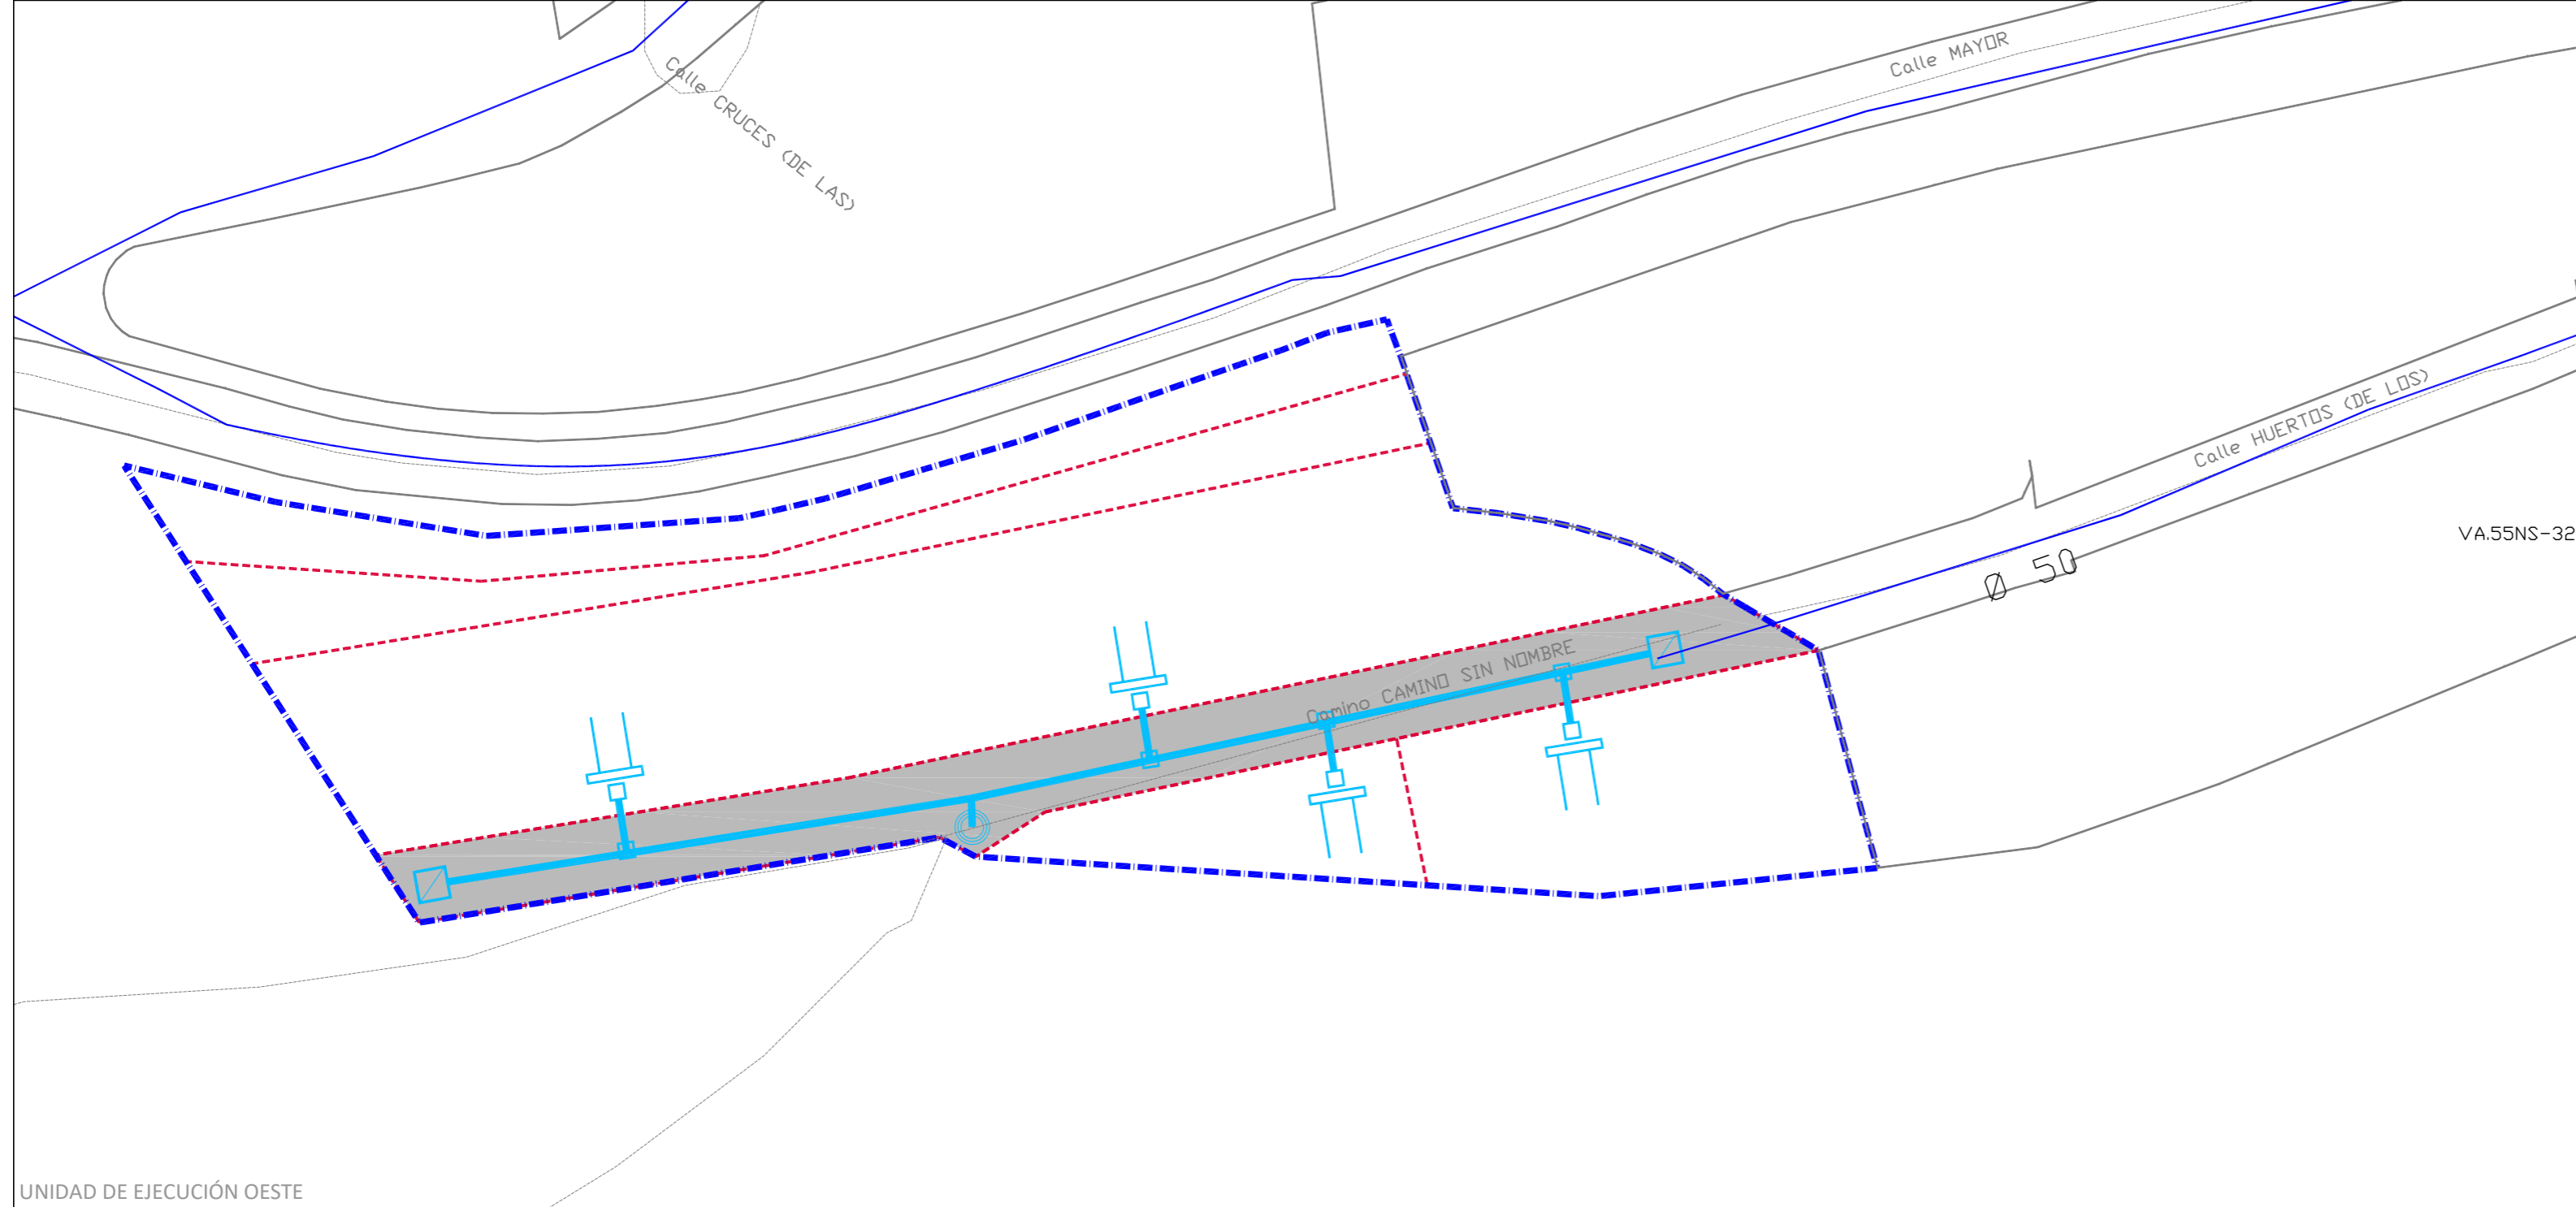 Calle MAYOR
Calle CRUCES (DE LAS)
Calle HUERTOS (DE LOS)
VA.55NS-32
Ø 50
Camino CAMINO SIN NOMBRE
UNIDAD DE EJECUCIÓN OESTE